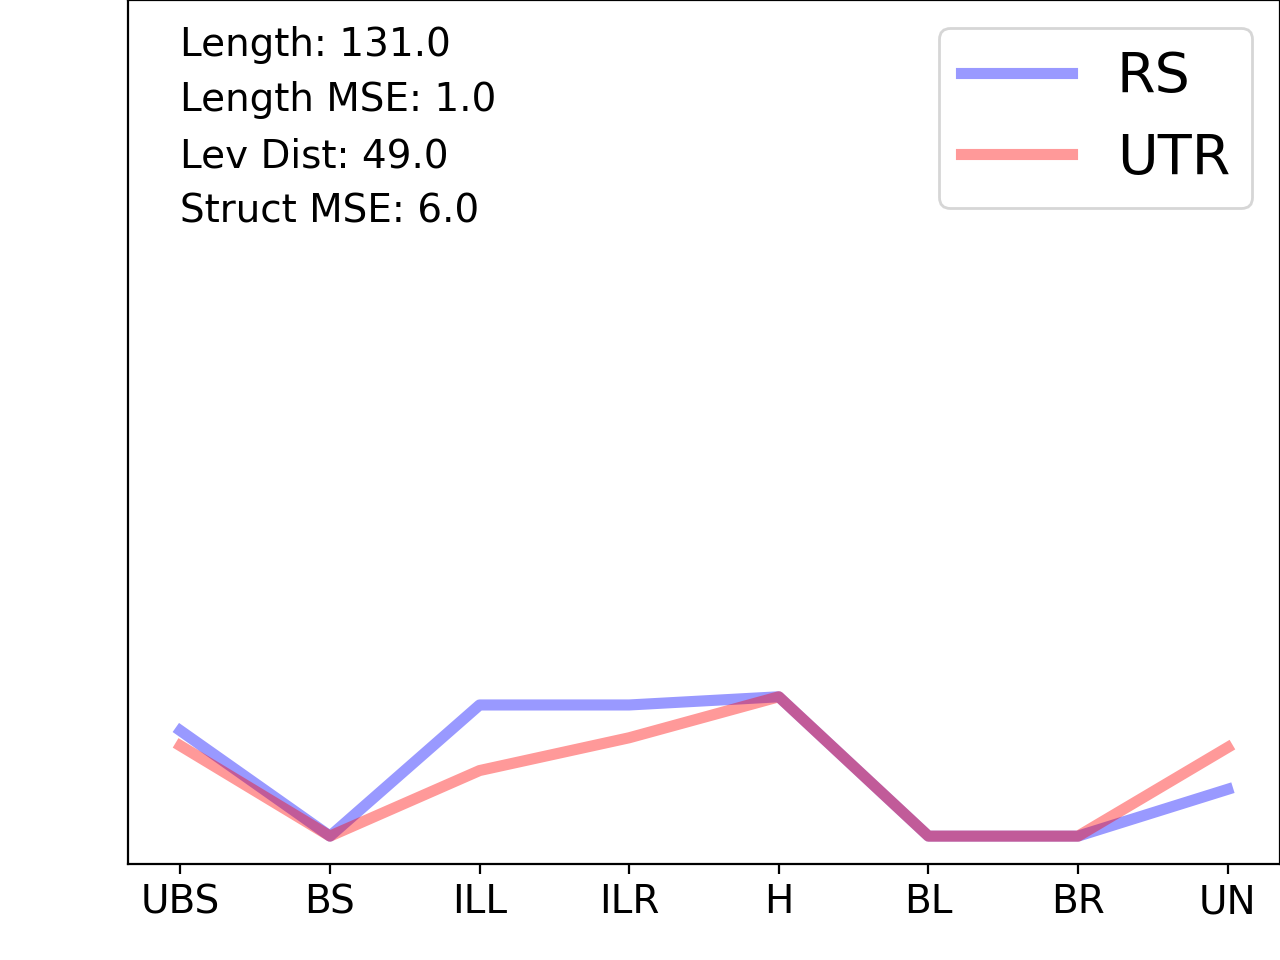 Length: 131.0
Length MSE: 1.0
Lev Dist: 49.0
Struct MSE: 6.0
RS
UTR
UBS BS ILL ILR H BL BR UN